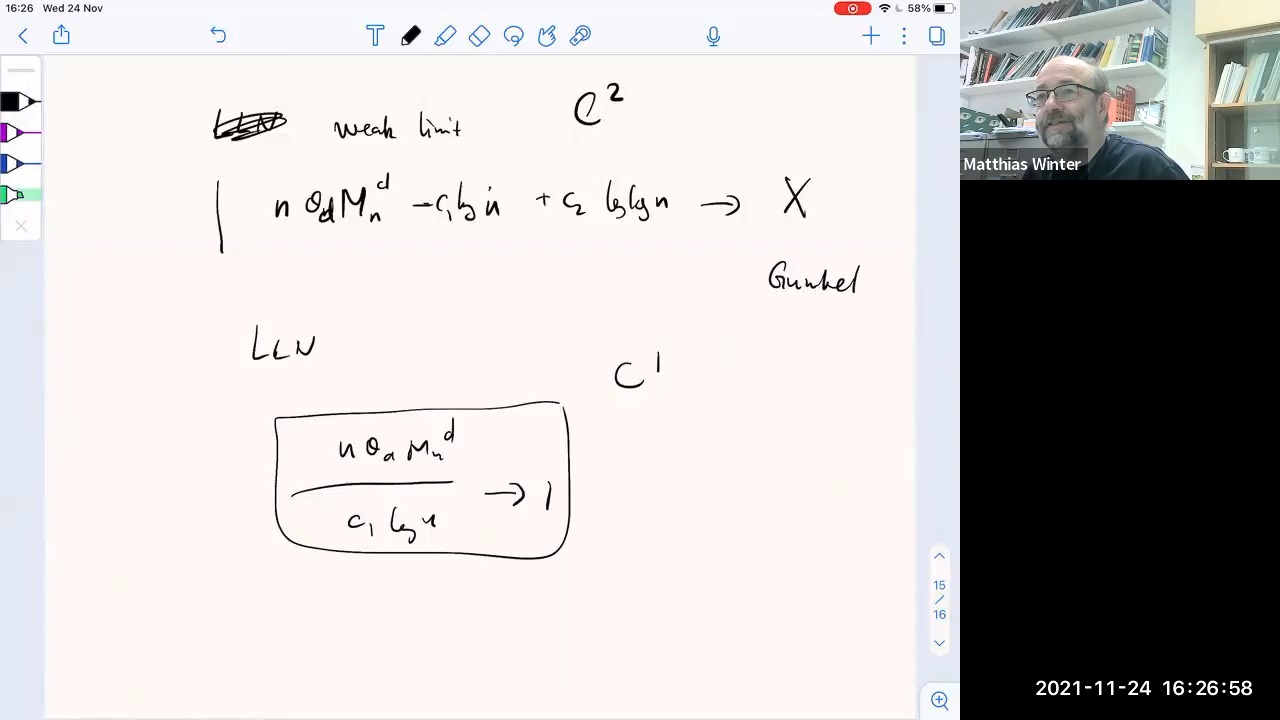 16:26 Wed 24 Nov 58%
weak limit C²
n θ_d M_n^d - c₁ log n + c₂ log log n → X
Gumbel
LLN
C¹
n θ_d M_n^d
c₁ log n → 1
15
/
16
Matthias Winter
2021-11-24 16:26:58